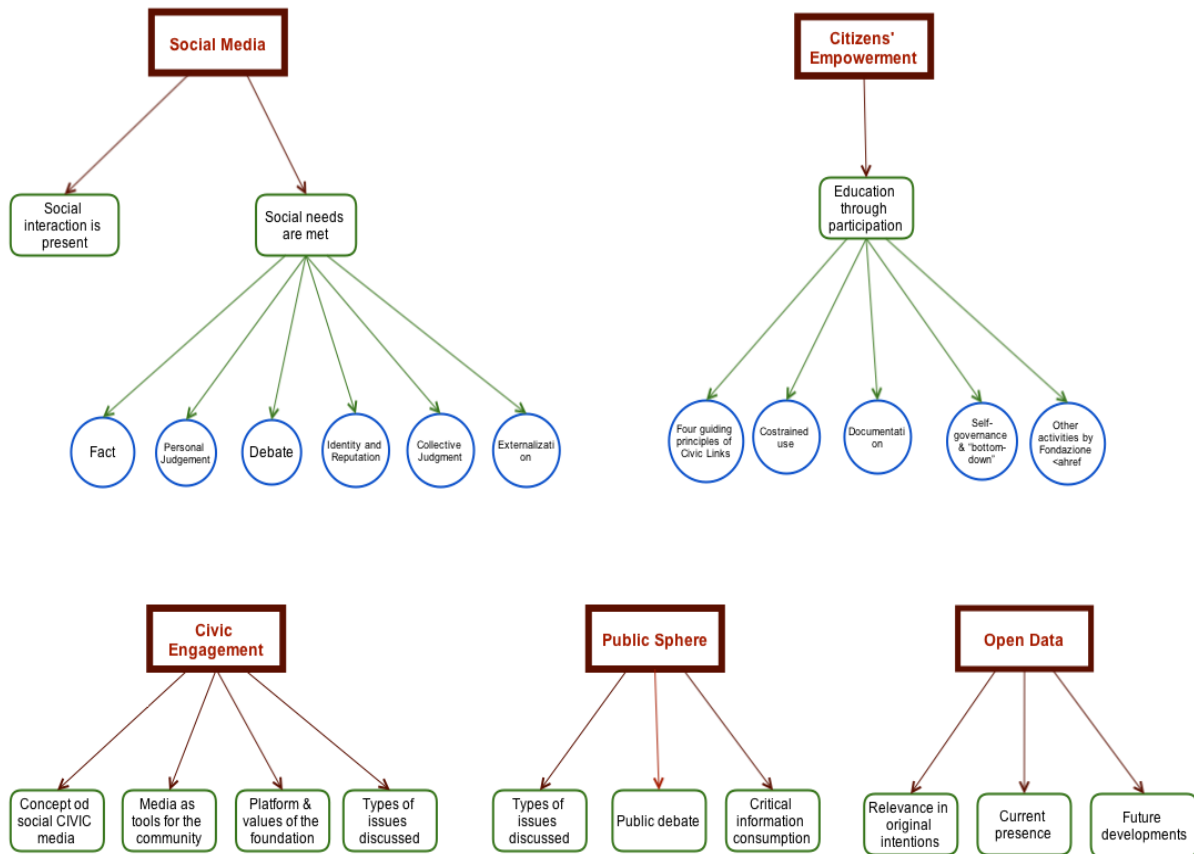 Social Media
Citizens'
Empowerment
Social
interaction is
present
Social needs
are met
Education
through
participation
Fact
Personal
Judgement
Debate
Identity and
Reputation
Collective
Judgment
Externalizati
on
Four guiding
principles of
Civic Links
Costrained
use
Documentati
on
Self-
governance
& "bottom-
down"
Other
activities by
Fondazione
<ahref
Civic
Engagement
Public Sphere
Open Data
Concept od
social CIVIC
media
Media as
tools for the
community
Platform &
values of the
foundation
Types of
issues
discussed
Types of
issues
discussed
Public debate
Critical
information
consumption
Relevance in
original
intentions
Current
presence
Future
developments